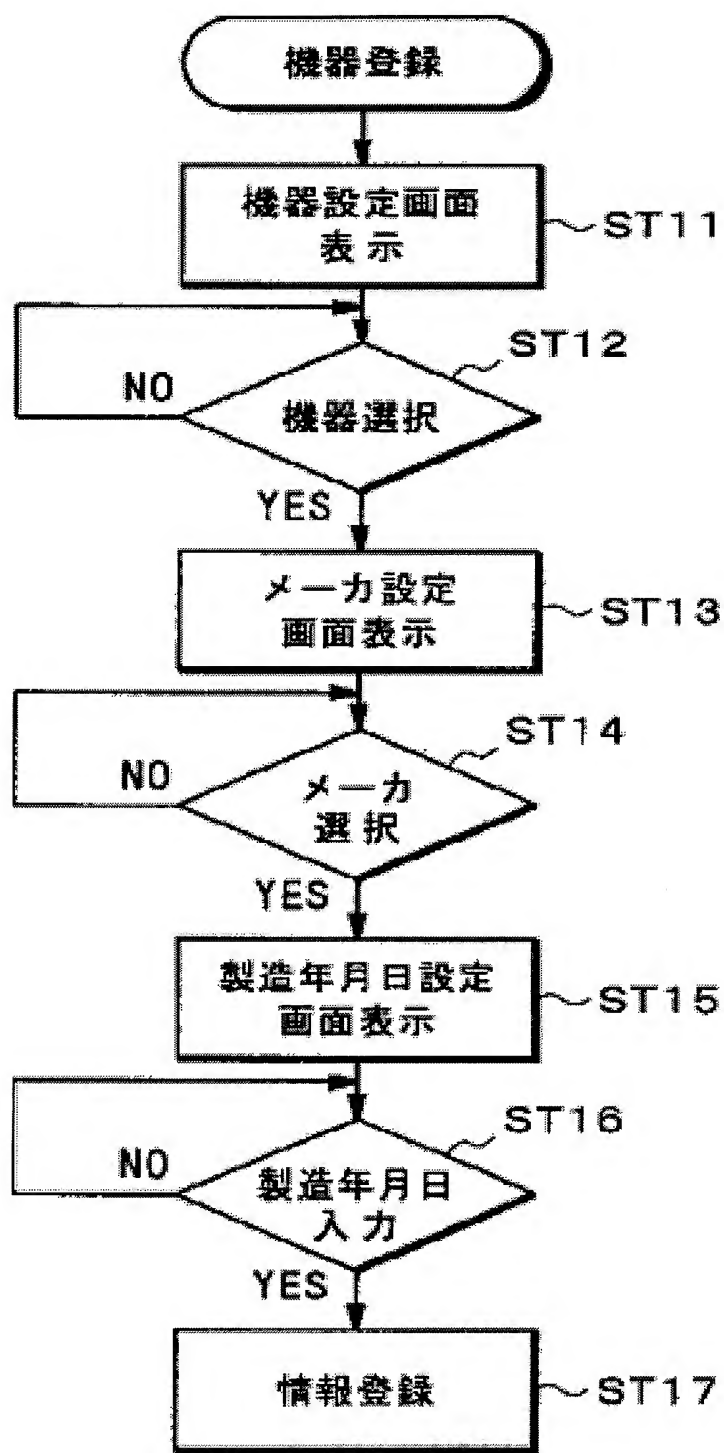 機器登録
機器設定画面
表示
ST11
ST12
NO
機器選択
YES
メーカ設定
画面表示
ST13
ST14
NO
メーカ
選択
YES
製造年月日設定
画面表示
ST15
ST16
NO
製造年月日
入力
YES
情報登録
ST17